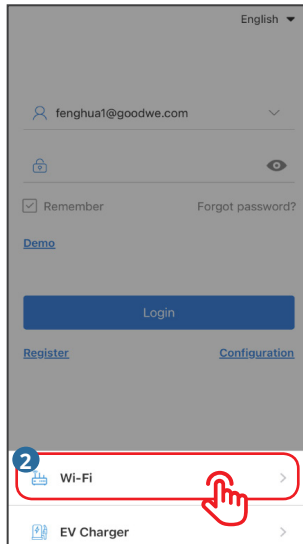 English
fenghua1@goodwe.com
Remember Forgot password?
Demo
Login
Register Configuration
2
Wi-Fi
EV Charger